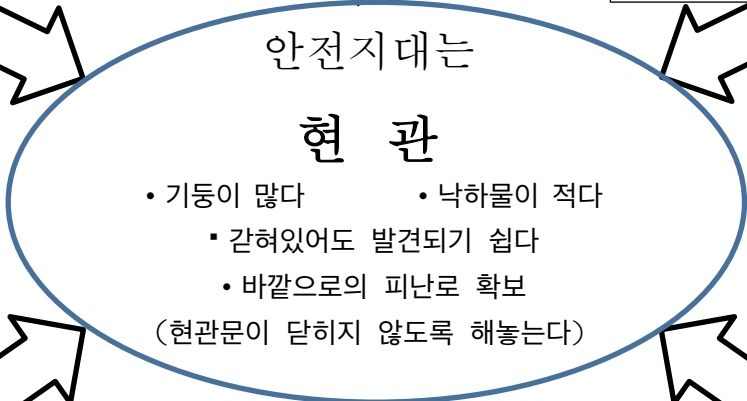 안전지대는
현 관
• 기둥이 많다 • 낙하물이 적다
▪ 갇혀있어도 발견되기 쉽다
• 바깥으로의 피난로 확보
(현관문이 닫히지 않도록 해놓는다)